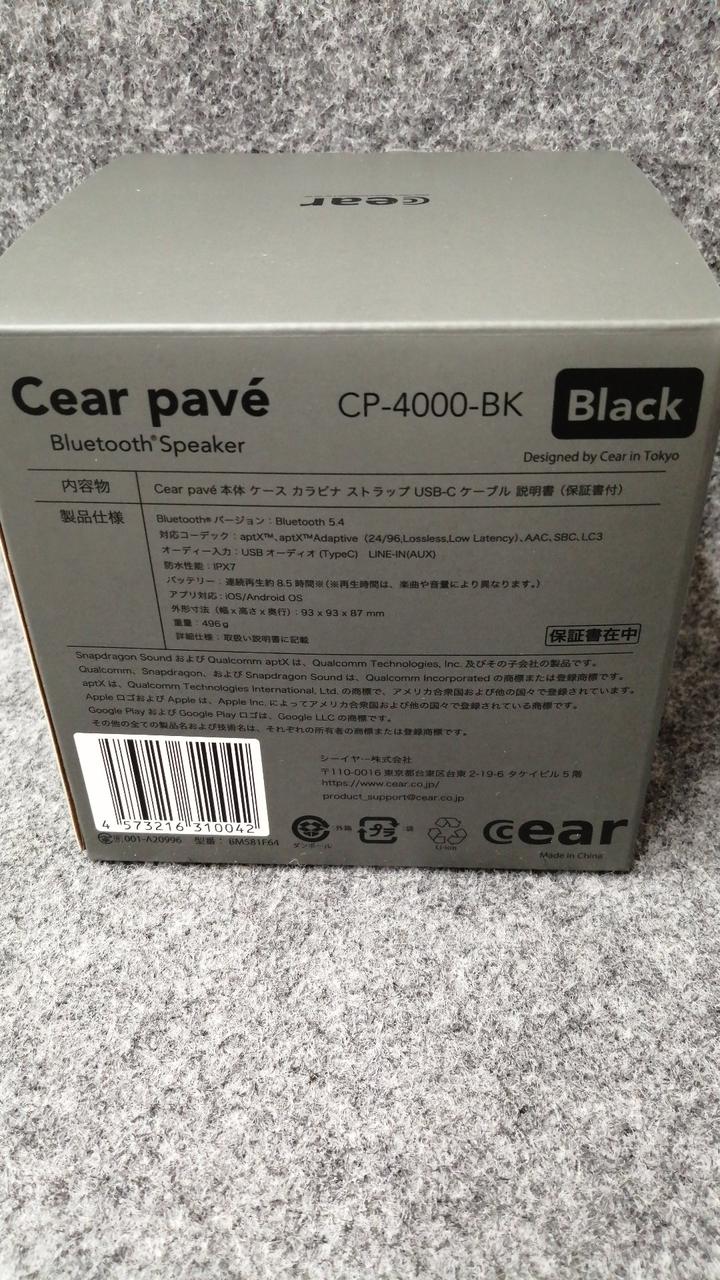 cear
Cear pavé
CP-4000-BK
Black
Bluetooth® Speaker
Designed by Cear in Tokyo
内容物
Cear pavé 本体 ケース カラビナ ストラップ USB-C ケーブル 説明書（保証書付）
製品仕様
Bluetooth® バージョン：Bluetooth 5.4
対応コーデック：aptX™、aptX™Adaptive（24/96,Lossless,Low Latency）、AAC、SBC、LC3
オーディー入力：USB オーディオ (TypeC) LINE-IN(AUX)
防水性能：IPX7
バッテリー：連続再生約 8.5 時間※（※再生時間は、楽曲や音量により異なります。）
アプリ対応：iOS/Android OS
外形寸法（幅 x 高さ x 奥行）：93 x 93 x 87 mm
重量：496 g
詳細仕様：取扱い説明書に記載
保証書在中
Snapdragon Sound および Qualcomm aptX は、Qualcomm Technologies, Inc. 及びその子会社の製品です。
Qualcomm、Snapdragon、および Snapdragon Sound は、Qualcomm Incorporated の商標または登録商標です。
aptX は、Qualcomm Technologies International, Ltd. の商標で、アメリカ合衆国および他の国々で登録されています。
Apple ロゴおよび Apple は、Apple Inc. によってアメリカ合衆国および他の国々で登録されている商標です。
Google Play および Google Play ロゴは、Google LLC の商標です。
その他の全ての製品名および技術名は、それぞれの所有者の商標または登録商標です。
シーイヤー株式会社
〒110-0016 東京都台東区台東 2-19-6 タケイビル 5 階
https://www.cear.co.jp/
product_support@cear.co.jp
4 573216 310042
001-A20996 型番：BM581F64
ダンボール
外箱
プラ
袋
Li-ion
cear
Made in China